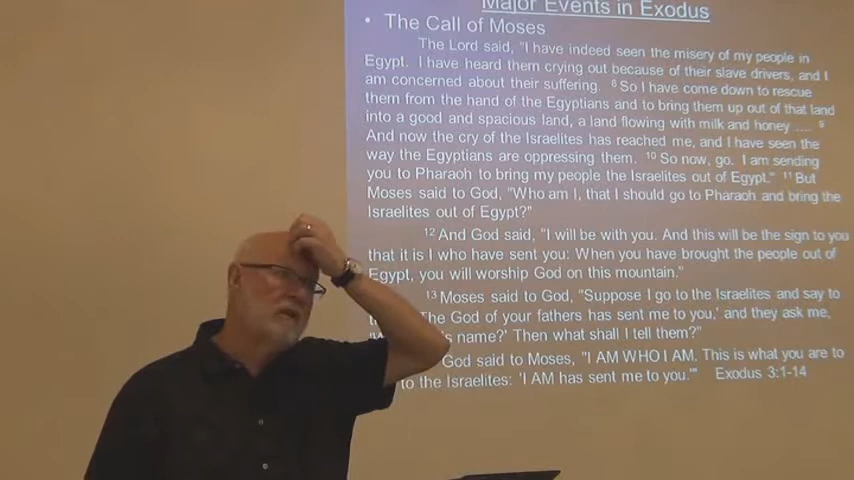 Major Events in Exodus
• The Call of Moses
The Lord said, "I have indeed seen the misery of my people in
Egypt. I have heard them crying out because of their slave drivers, and I
am concerned about their suffering. 8 So I have come down to rescue
them from the hand of the Egyptians and to bring them up out of that land
into a good and spacious land, a land flowing with milk and honey .... 9
And now the cry of the Israelites has reached me, and I have seen the
way the Egyptians are oppressing them. 10 So now, go. I am sending
you to Pharaoh to bring my people the Israelites out of Egypt." 11 But
Moses said to God, "Who am I, that I should go to Pharaoh and bring the
Israelites out of Egypt?"
12 And God said, "I will be with you. And this will be the sign to you
that it is I who have sent you: When you have brought the people out of
Egypt, you will worship God on this mountain."
13 Moses said to God, "Suppose I go to the Israelites and say to
The God of your fathers has sent me to you,' and they ask me,
name?' Then what shall I tell them?"
God said to Moses, "I AM WHO I AM. This is what you are to
to the Israelites: 'I AM has sent me to you.'" Exodus 3:1-14